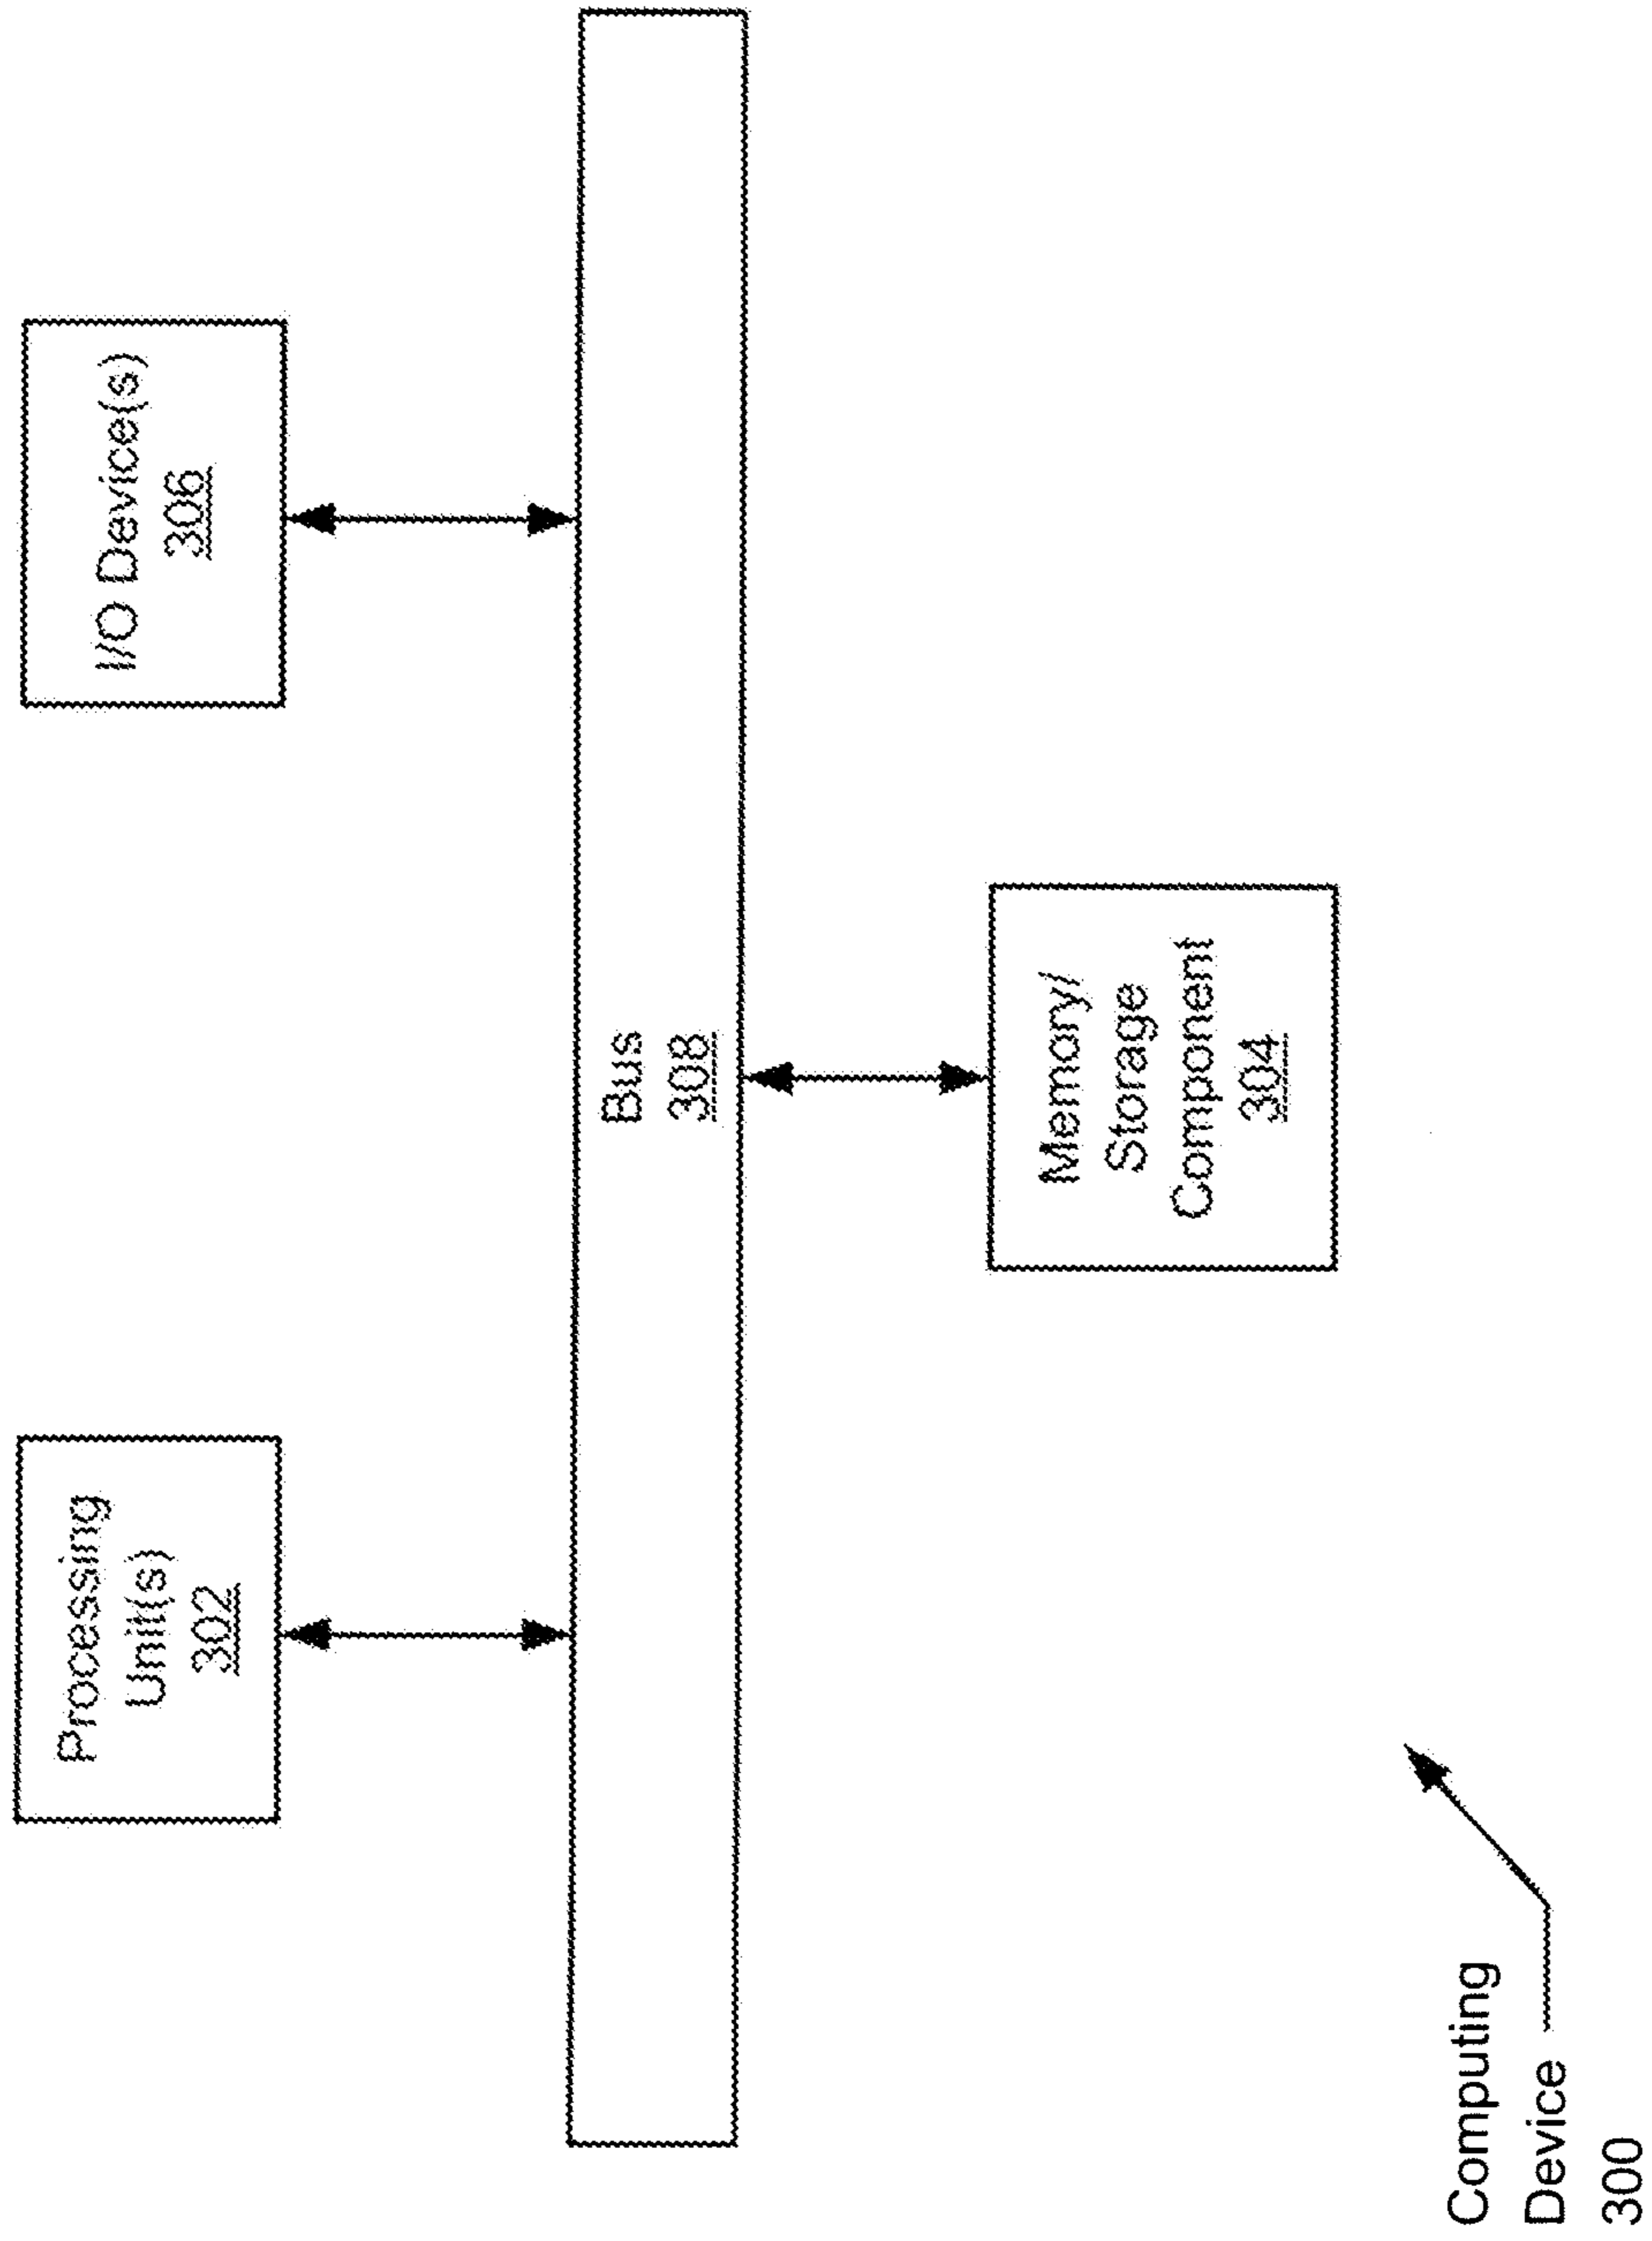 Processing
Unit(s)
302
I/O Device(s)
306
Bus
308
Memory/
Storage
Component
304
Computing
Device
300